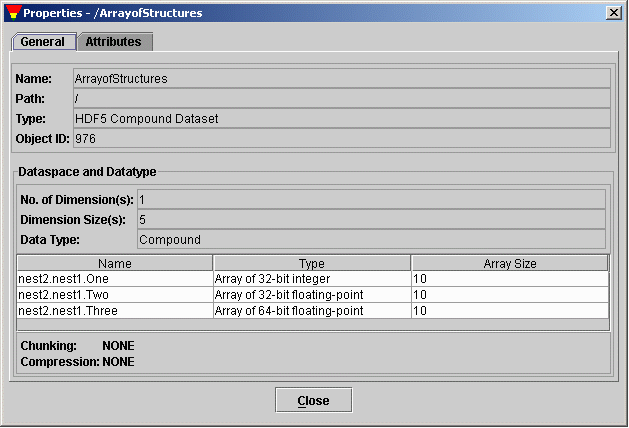 Properties - /ArrayofStructures
General Attributes
Name: ArrayofStructures
Path: /
Type: HDF5 Compound Dataset
Object ID: 976
Dataspace and Datatype
No. of Dimension(s): 1
Dimension Size(s): 5
Data Type: Compound
Name Type Array Size
nest2.nest1.One Array of 32-bit integer 10
nest2.nest1.Two Array of 32-bit floating-point 10
nest2.nest1.Three Array of 64-bit floating-point 10
Chunking: NONE
Compression: NONE
Close